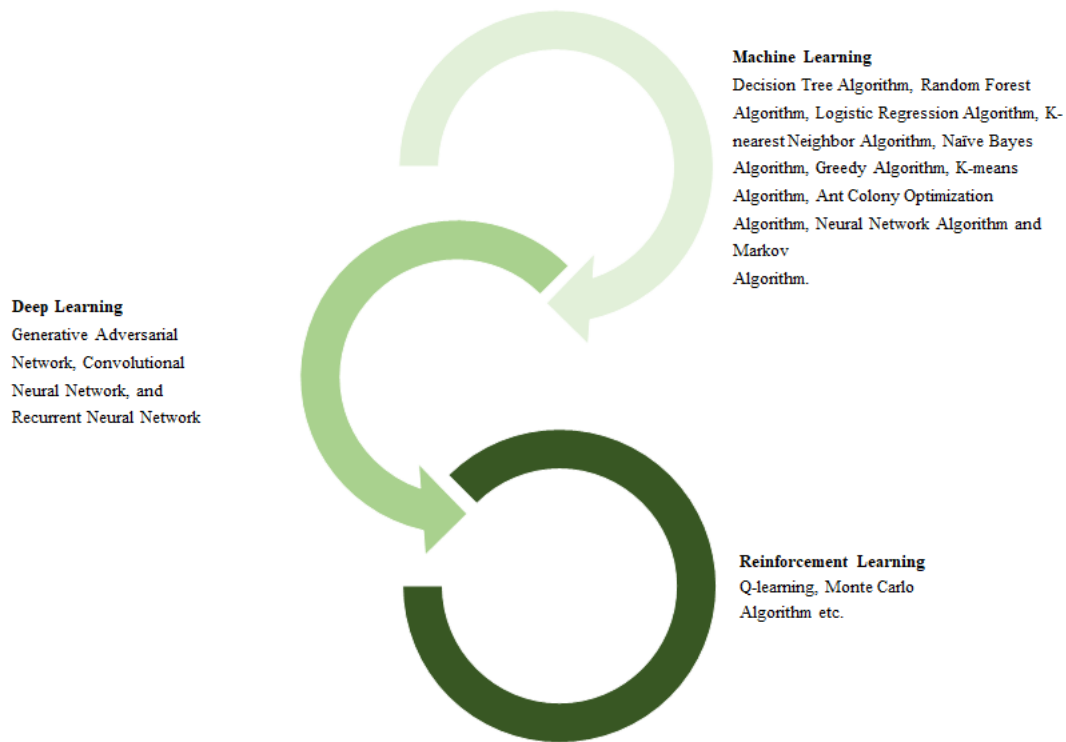 Machine Learning
Decision Tree Algorithm, Random Forest
Algorithm, Logistic Regression Algorithm, K-
nearest Neighbor Algorithm, Naïve Bayes
Algorithm, Greedy Algorithm, K-means
Algorithm, Ant Colony Optimization
Algorithm, Neural Network Algorithm and
Markov
Algorithm.
Deep Learning
Generative Adversarial
Network, Convolutional
Neural Network, and
Recurrent Neural Network
Reinforcement Learning
Q-learning, Monte Carlo
Algorithm etc.